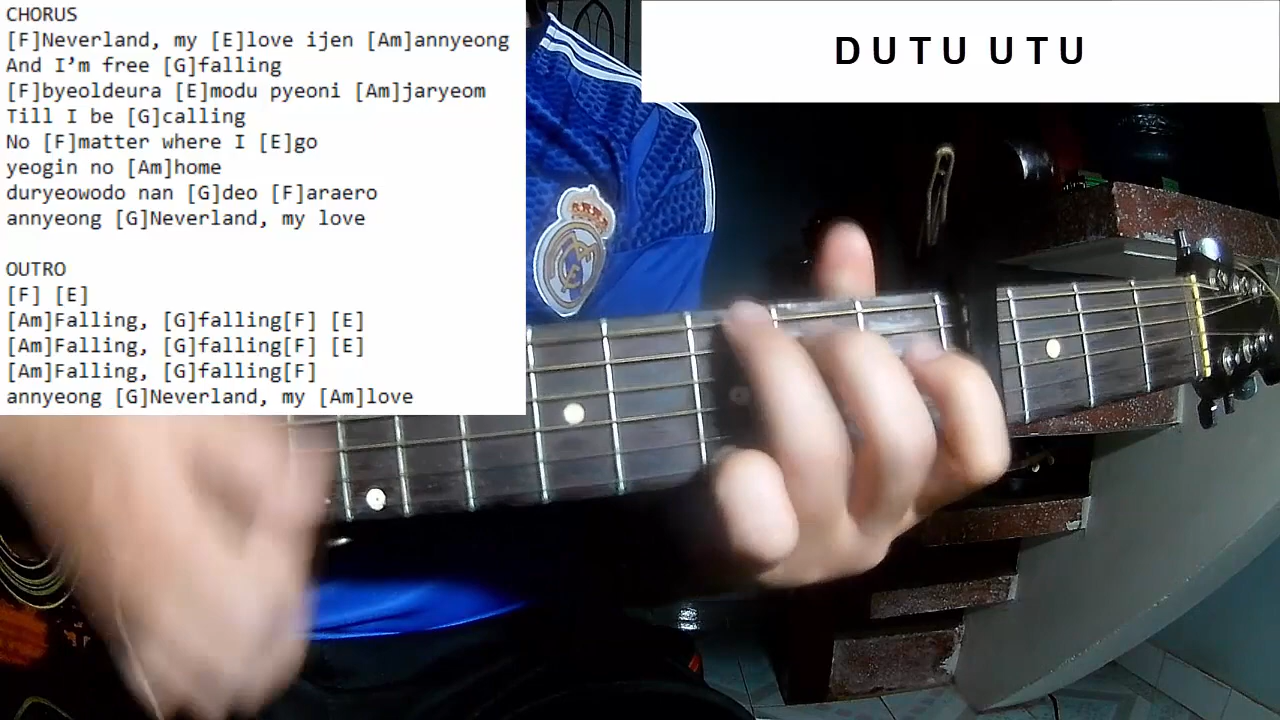 CHORUS
[F]Neverland, my [E]love ijen [Am]annyeong
And I’m free [G]falling
[F]byeoldeura [E]modu pyeoni [Am]jaryeom
Till I be [G]calling
No [F]matter where I [E]go
yeogin no [Am]home
duryeowodo nan [G]deo [F]araero
annyeong [G]Neverland, my love
OUTRO
[F] [E]
[Am]Falling, [G]falling[F] [E]
[Am]Falling, [G]falling[F] [E]
[Am]Falling, [G]falling[F]
annyeong [G]Neverland, my [Am]love
D U T U U T U